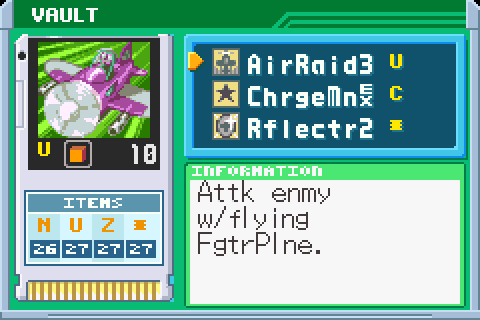 VAULT
AirRaid3 U
ChrgeMnEX C
Rflectr2 *
U 10
INFORMATION
Attk enmy
w/flying
FgtrPlne.
ITEMS
N U Z *
26 27 27 27